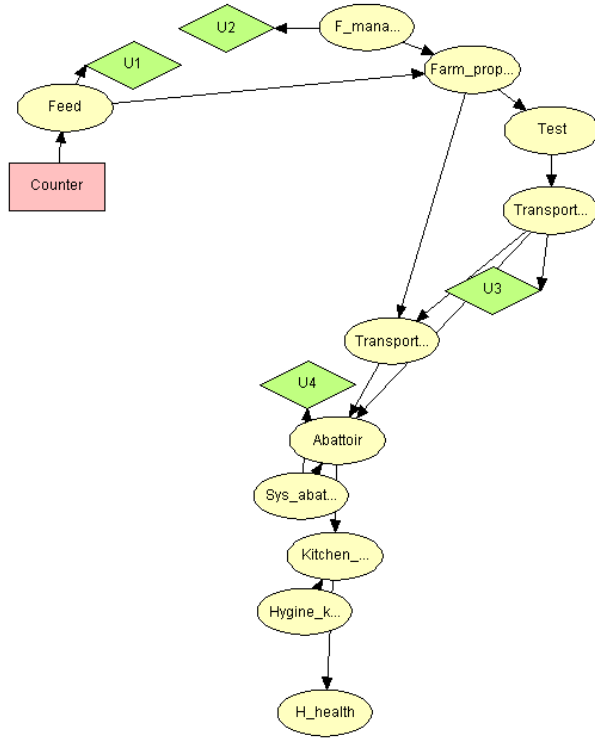 U2
F_mana...
U1
Farm_prop...
Feed
Test
Counter
Transport...
U3
Transport...
U4
Abattoir
Sys_abat...
Kitchen_...
Hygine_k...
H_health